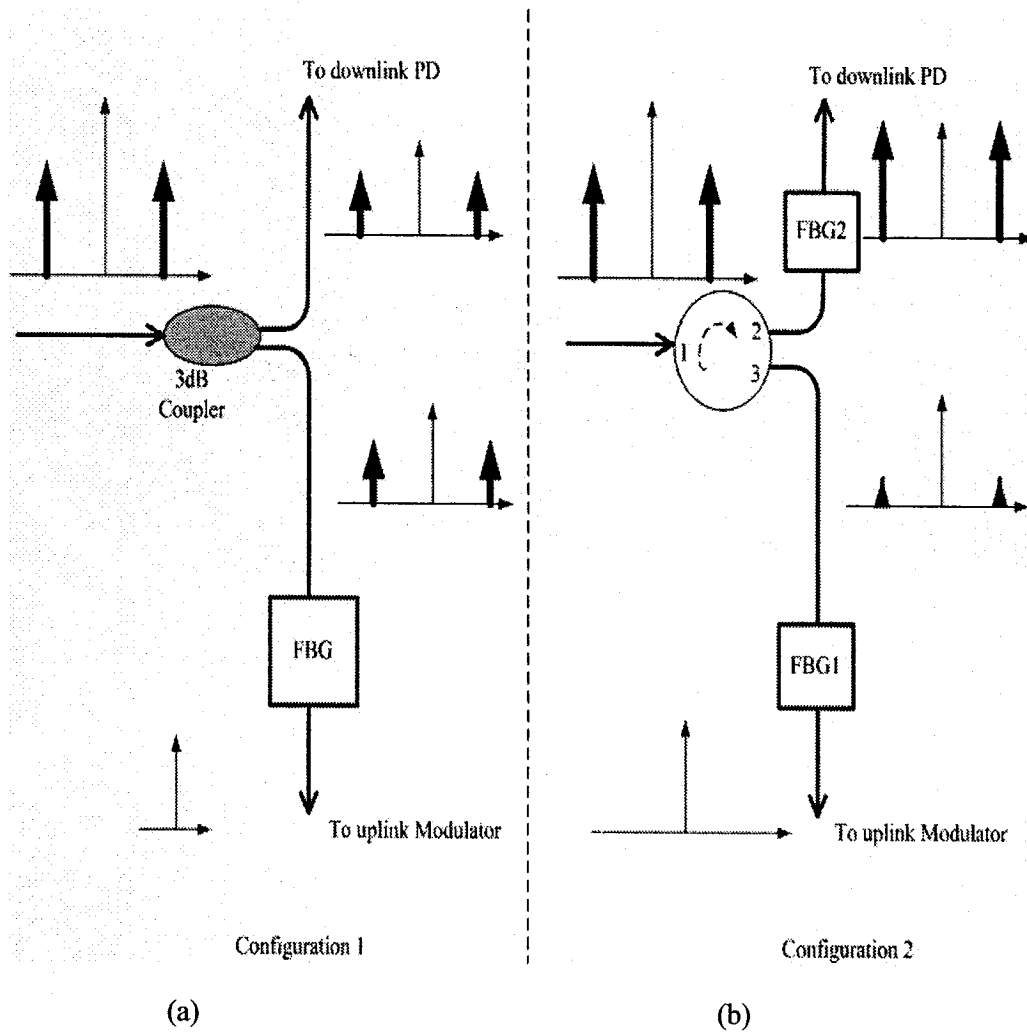 To downlink PD
3dB
Coupler
FBG
To uplink Modulator
Configuration 1
(a)
To downlink PD
FBG2
1
2
3
FBG1
To uplink Modulator
Configuration 2
(b)